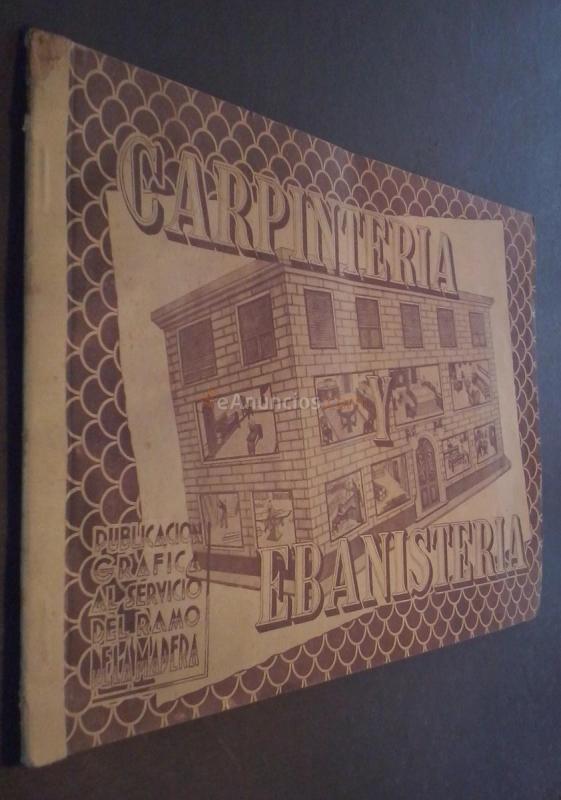 CARPINTERIA
Y
EBANISTERIA
PUBLICACION
GRAFICA
AL SERVICIO
DEL RAMO
DE LA MADERA
eAnuncios